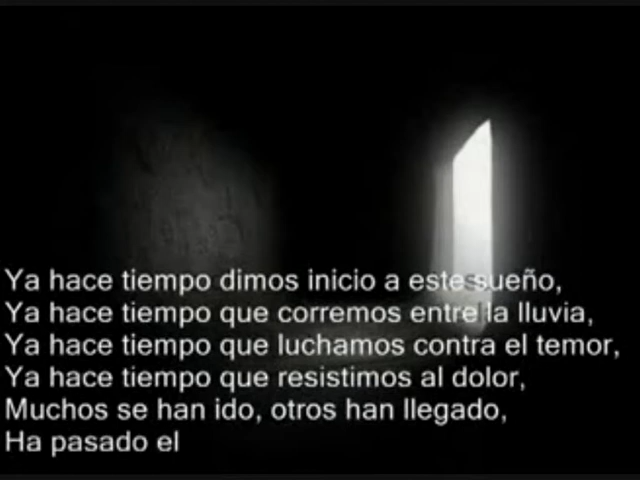 Ya hace tiempo dimos inicio a este sueño,
Ya hace tiempo que corremos entre la lluvia,
Ya hace tiempo que luchamos contra el temor,
Ya hace tiempo que resistimos al dolor,
Muchos se han ido, otros han llegado,
Ha pasado el